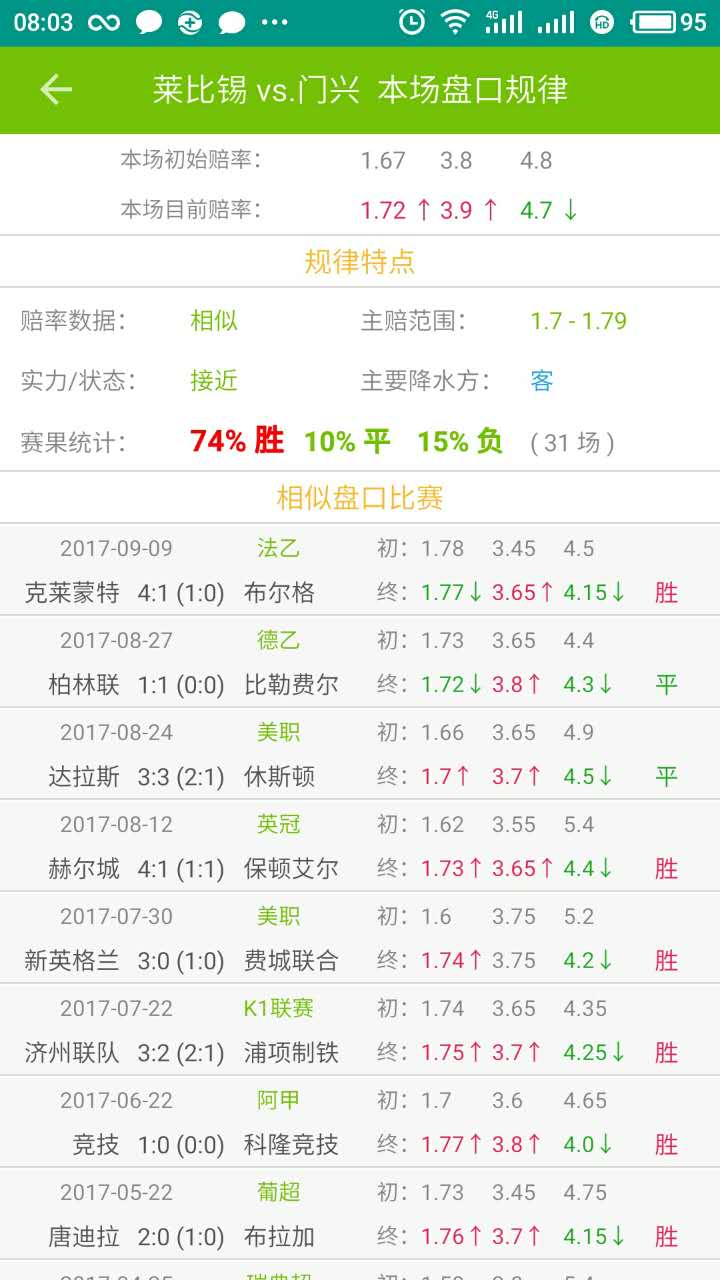 08:03 ... 4G HD 95
莱比锡 vs.门兴 本场盘口规律
本场初始赔率： 1.67 3.8 4.8
本场目前赔率： 1.72↑ 3.9↑ 4.7↓
规律特点
赔率数据： 相似 主赔范围： 1.7 - 1.79
实力/状态： 接近 主要降水方： 客
赛果统计： 74% 胜 10% 平 15% 负 ( 31 场 )
相似盘口比赛
2017-09-09 法乙 初： 1.78 3.45 4.5
克莱蒙特 4:1 (1:0) 布尔格 终： 1.77↓ 3.65↑ 4.15↓ 胜
2017-08-27 德乙 初： 1.73 3.65 4.4
柏林联 1:1 (0:0) 比勒费尔 终： 1.72↓ 3.8↑ 4.3↓ 平
2017-08-24 美职 初： 1.66 3.65 4.9
达拉斯 3:3 (2:1) 休斯顿 终： 1.7↑ 3.7↑ 4.5↓ 平
2017-08-12 英冠 初： 1.62 3.55 5.4
赫尔城 4:1 (1:1) 保顿艾尔 终： 1.73↑ 3.65↑ 4.4↓ 胜
2017-07-30 美职 初： 1.6 3.75 5.2
新英格兰 3:0 (1:0) 费城联合 终： 1.74↑ 3.75 4.2↓ 胜
2017-07-22 K1联赛 初： 1.74 3.65 4.35
济州联队 3:2 (2:1) 浦项制铁 终： 1.75↑ 3.7↑ 4.25↓ 胜
2017-06-22 阿甲 初： 1.7 3.6 4.65
竞技 1:0 (0:0) 科隆竞技 终： 1.77↑ 3.8↑ 4.0↓ 胜
2017-05-22 葡超 初： 1.73 3.45 4.75
唐迪拉 2:0 (1:0) 布拉加 终： 1.76↑ 3.7↑ 4.15↓ 胜